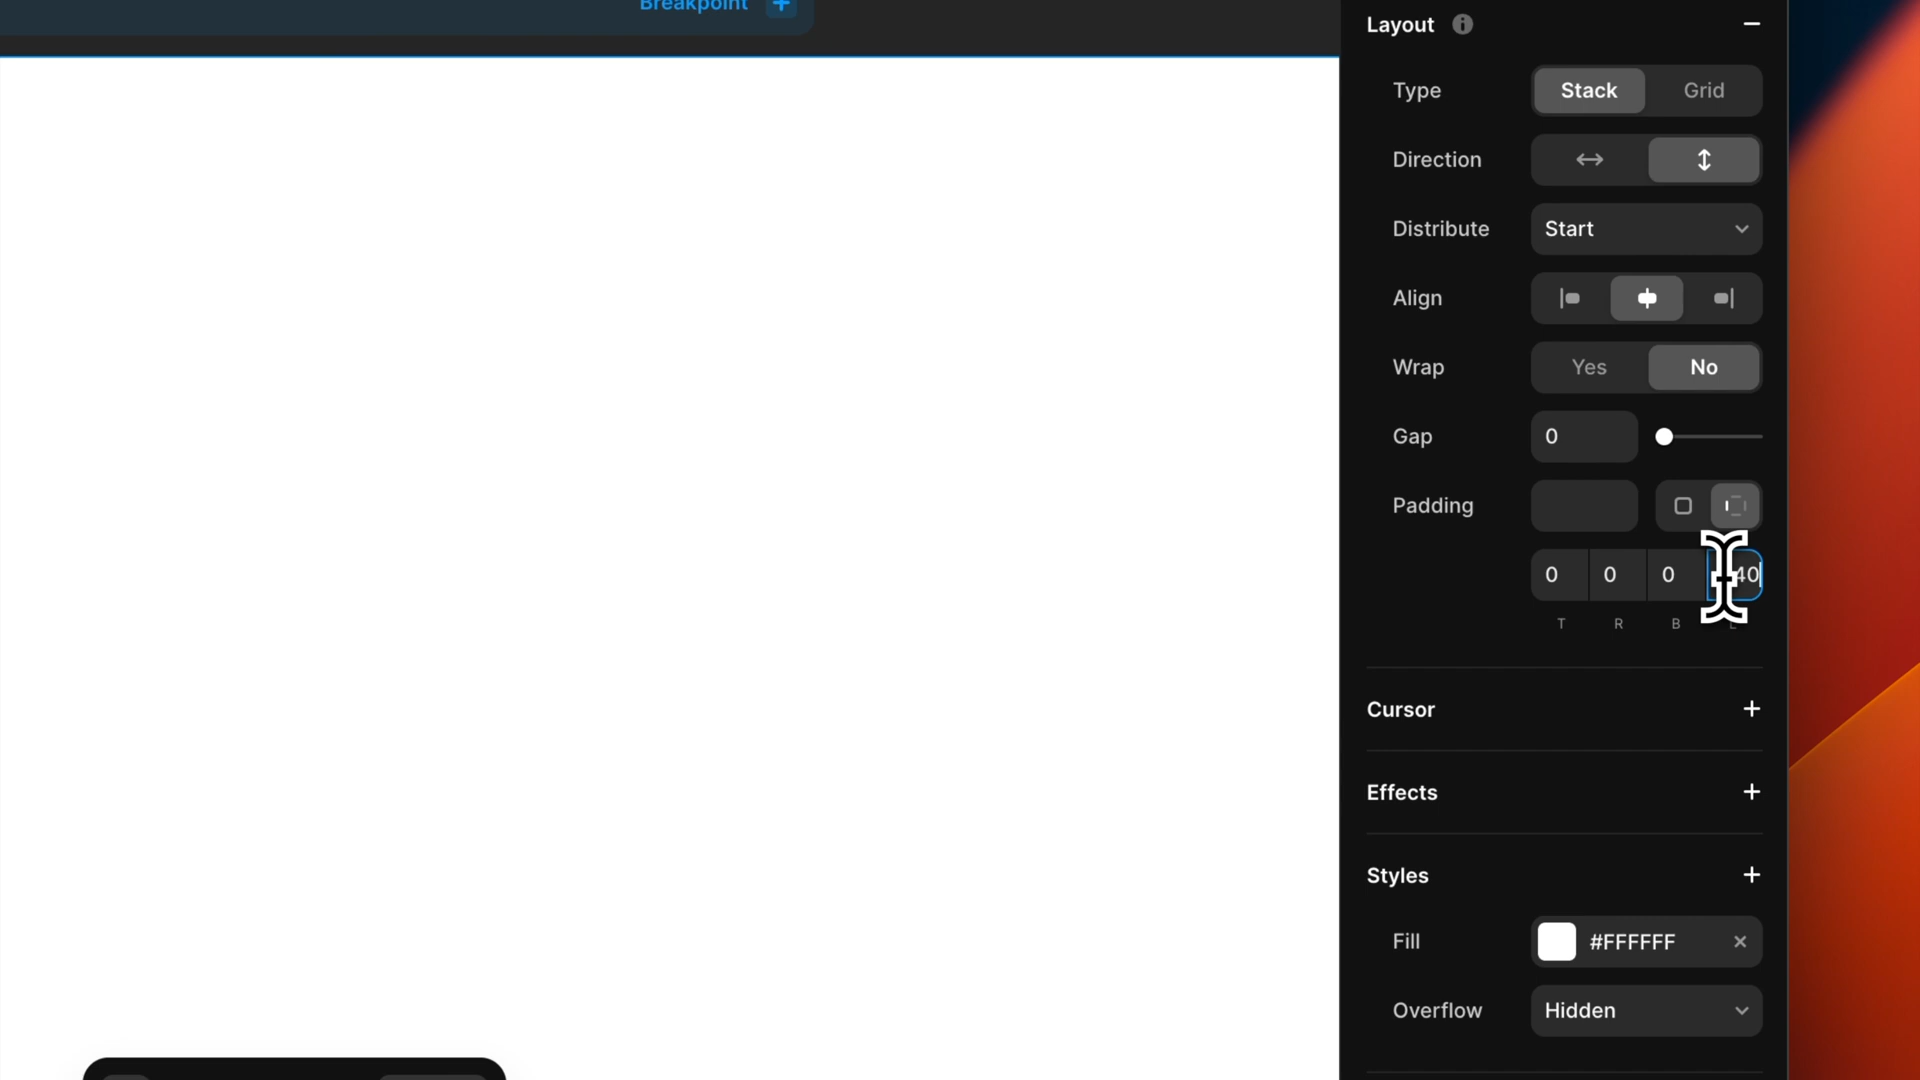 Breakpoint +
Layout
Type Stack Grid
Direction
Distribute Start
Align
Wrap Yes No
Gap 0
Padding
0 0 0
T R B
Cursor
Effects
Styles
Fill #FFFFFF
Overflow Hidden